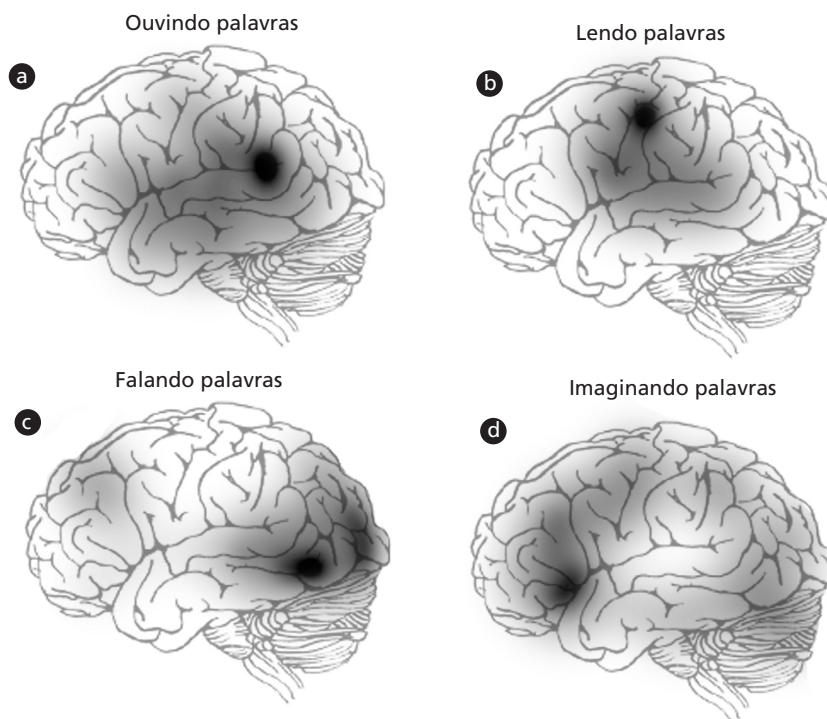 Ouvindo palavras
a
Lendo palavras
b
Falando palavras
c
Imaginando palavras
d